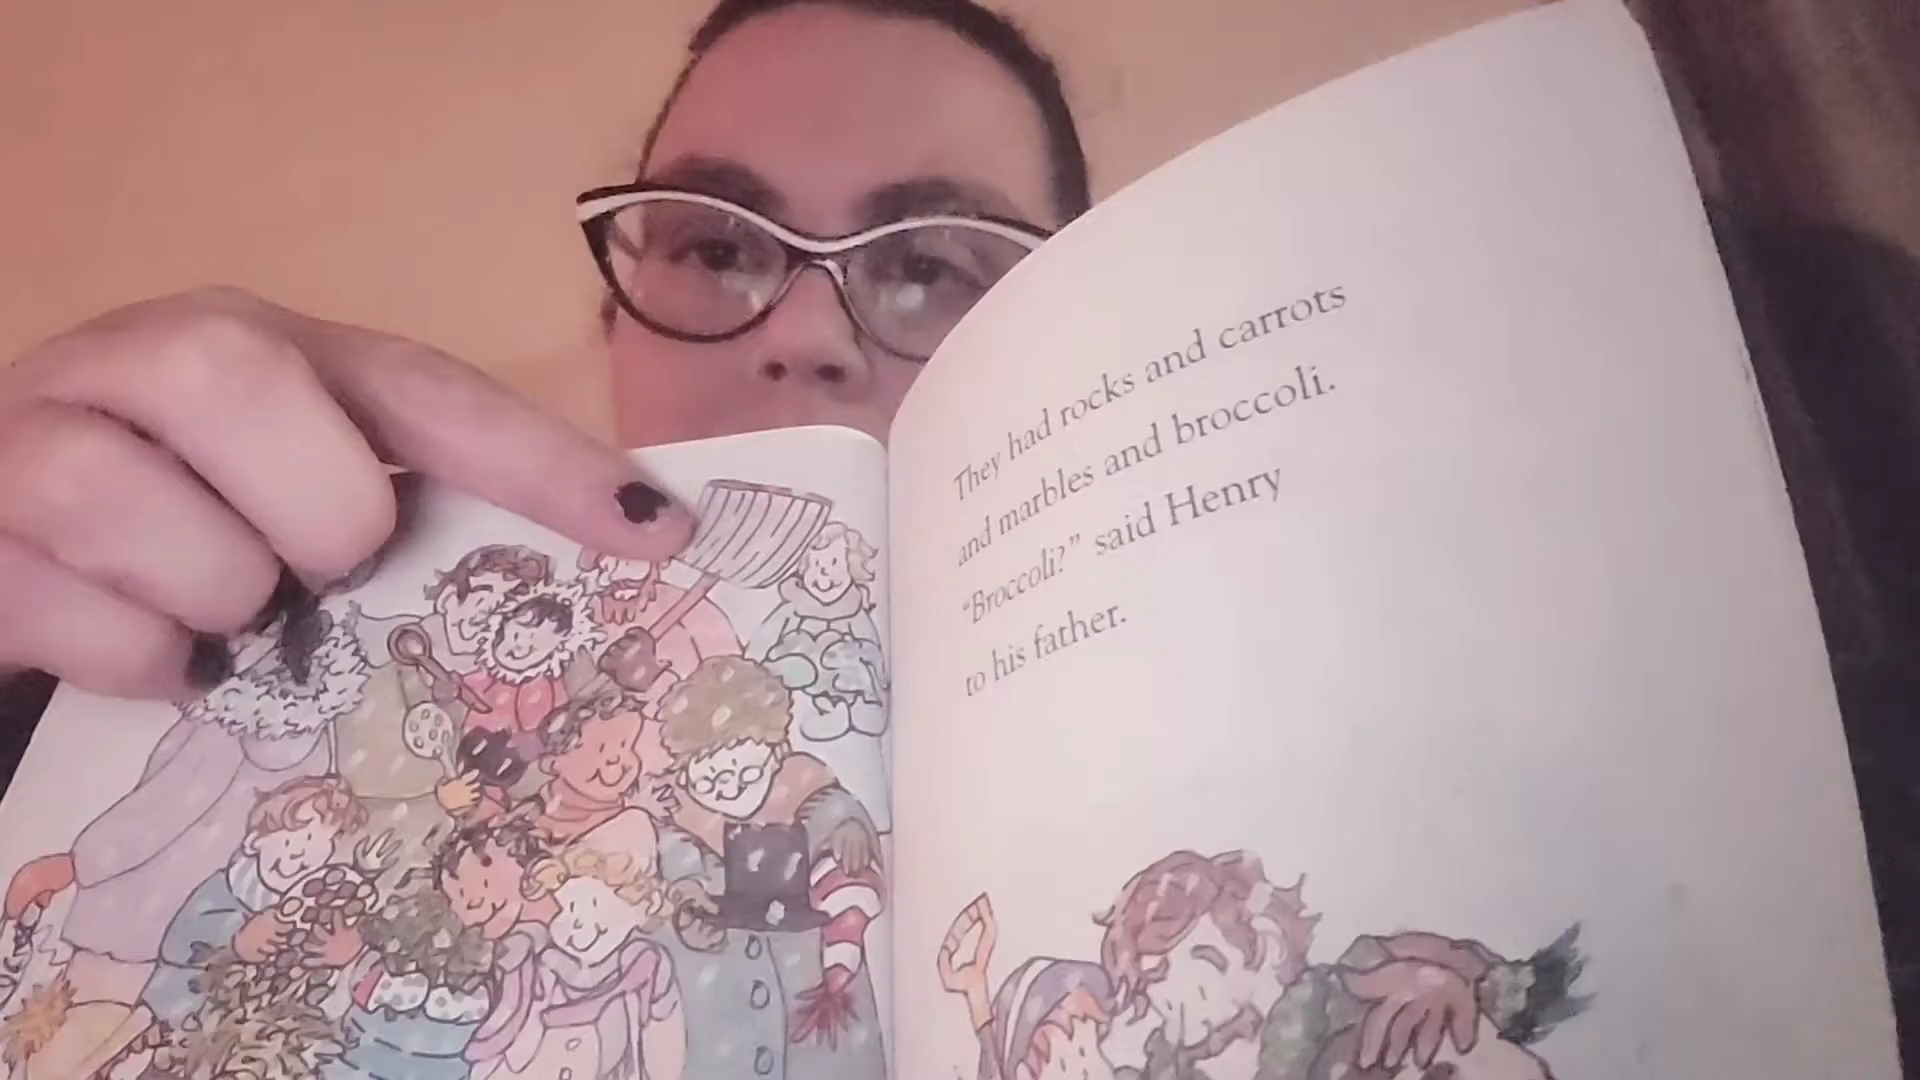 They had rocks and carrots
and marbles and broccoli.
“Broccoli?” said Henry
to his father.